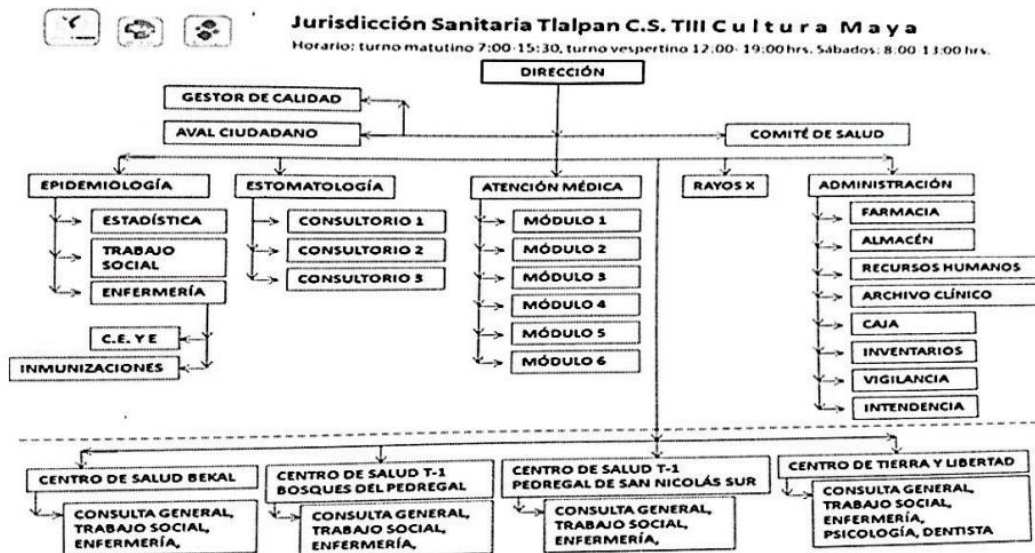 Jurisdicción Sanitaria Tlalpan C.S. TIII Cultura Maya
Horario: turno matutino 7:00-15:30, turno vespertino 12:00- 19:00 hrs. Sábados: 8:00-13:00 hrs.
DIRECCIÓN
GESTOR DE CALIDAD
AVAL CIUDADANO
COMITÉ DE SALUD
EPIDEMIOLOGÍA
ESTADÍSTICA
TRABAJO
SOCIAL
ENFERMERÍA
C.E. Y E
INMUNIZACIONES
ESTOMATOLOGÍA
CONSULTORIO 1
CONSULTORIO 2
CONSULTORIO 3
ATENCIÓN MÉDICA
MÓDULO 1
MÓDULO 2
MÓDULO 3
MÓDULO 4
MÓDULO 5
MÓDULO 6
RAYOS X
ADMINISTRACIÓN
FARMACIA
ALMACÉN
RECURSOS HUMANOS
ARCHIVO CLÍNICO
CAJA
INVENTARIOS
VIGILANCIA
INTENDENCIA
CENTRO DE SALUD BEKAL
CONSULTA GENERAL,
TRABAJO SOCIAL,
ENFERMERÍA,
CENTRO DE SALUD T-1
BOSQUES DEL PEDREGAL
CONSULTA GENERAL,
TRABAJO SOCIAL,
ENFERMERÍA,
CENTRO DE SALUD T-1
PEDREGAL DE SAN NICOLÁS SUR
CONSULTA GENERAL,
TRABAJO SOCIAL,
ENFERMERÍA,
CENTRO DE TIERRA Y LIBERTAD
CONSULTA GENERAL,
TRABAJO SOCIAL,
ENFERMERÍA,
PSICOLOGÍA, DENTISTA